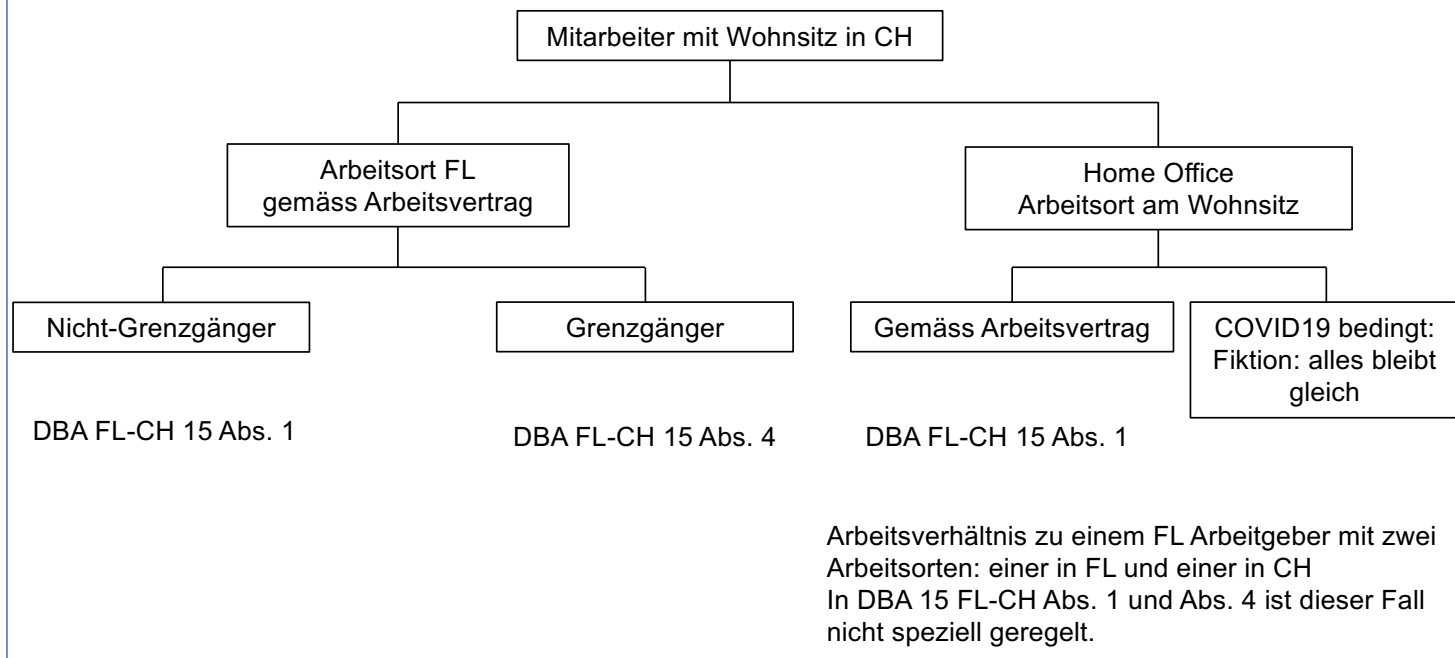 Mitarbeiter mit Wohnsitz in CH
Arbeitsort FL
gemäss Arbeitsvertrag
Home Office
Arbeitsort am Wohnsitz
Nicht-Grenzgänger
Grenzgänger
Gemäss Arbeitsvertrag
COVID19 bedingt:
Fiktion: alles bleibt
gleich
DBA FL-CH 15 Abs. 1
DBA FL-CH 15 Abs. 4
DBA FL-CH 15 Abs. 1
Arbeitsverhältnis zu einem FL Arbeitgeber mit zwei
Arbeitsorten: einer in FL und einer in CH
In DBA 15 FL-CH Abs. 1 und Abs. 4 ist dieser Fall
nicht speziell geregelt.